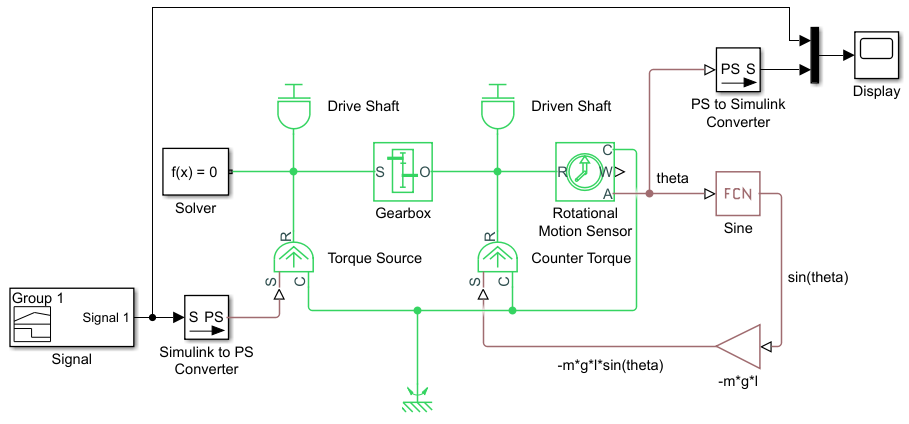 PS S
PS to Simulink
Converter
Display
Drive Shaft
Driven Shaft
f(x) = 0
Solver
S
O
Gearbox
R
C
W
A
Rotational
Motion Sensor
theta
FCN
Sine
R
S
C
Torque Source
R
S
C
Counter Torque
sin(theta)
Group 1
Signal 1
Signal
S PS
Simulink to PS
Converter
-m*g*l*sin(theta)
-m*g*l